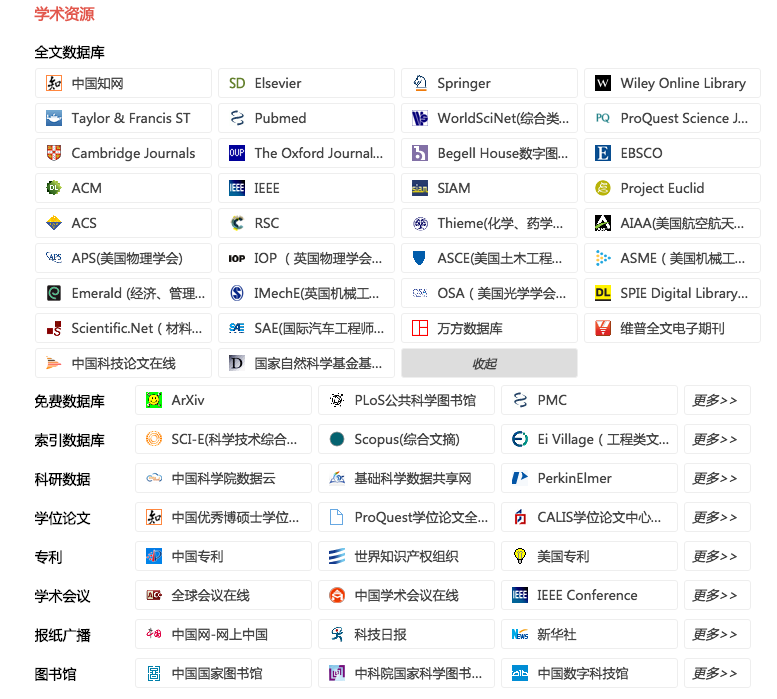 学术资源
全文数据库
中国知网 Elsevier Springer Wiley Online Library
Taylor & Francis ST Pubmed WorldSciNet(综合类... ProQuest Science J...
Cambridge Journals The Oxford Journal... Begell House数字图... EBSCO
ACM IEEE SIAM Project Euclid
ACS RSC Thieme(化学、药学... AIAA(美国航空航天...
APS(美国物理学会) IOP（英国物理学会... ASCE(美国土木工程... ASME（美国机械工...
Emerald (经济、管理... IMechE(英国机械工... OSA（美国光学学会... SPIE Digital Library...
Scientific.Net（材料... SAE(国际汽车工程师... 万方数据库 维普全文电子期刊
中国科技论文在线 国家自然科学基金基... 收起
免费数据库 ArXiv PLoS公共科学图书馆 PMC 更多>>
索引数据库 SCI-E(科学技术综合... Scopus(综合文摘) Ei Village（工程类文... 更多>>
科研数据 中国科学院数据云 基础科学数据共享网 PerkinElmer 更多>>
学位论文 中国优秀博硕士学位... ProQuest学位论文全... CALIS学位论文中心... 更多>>
专利 中国专利 世界知识产权组织 美国专利 更多>>
学术会议 全球会议在线 中国学术会议在线 IEEE Conference 更多>>
报纸广播 中国网-网上中国 科技日报 新华社 更多>>
图书馆 中国国家图书馆 中科院国家科学图书... 中国数字科技馆 更多>>